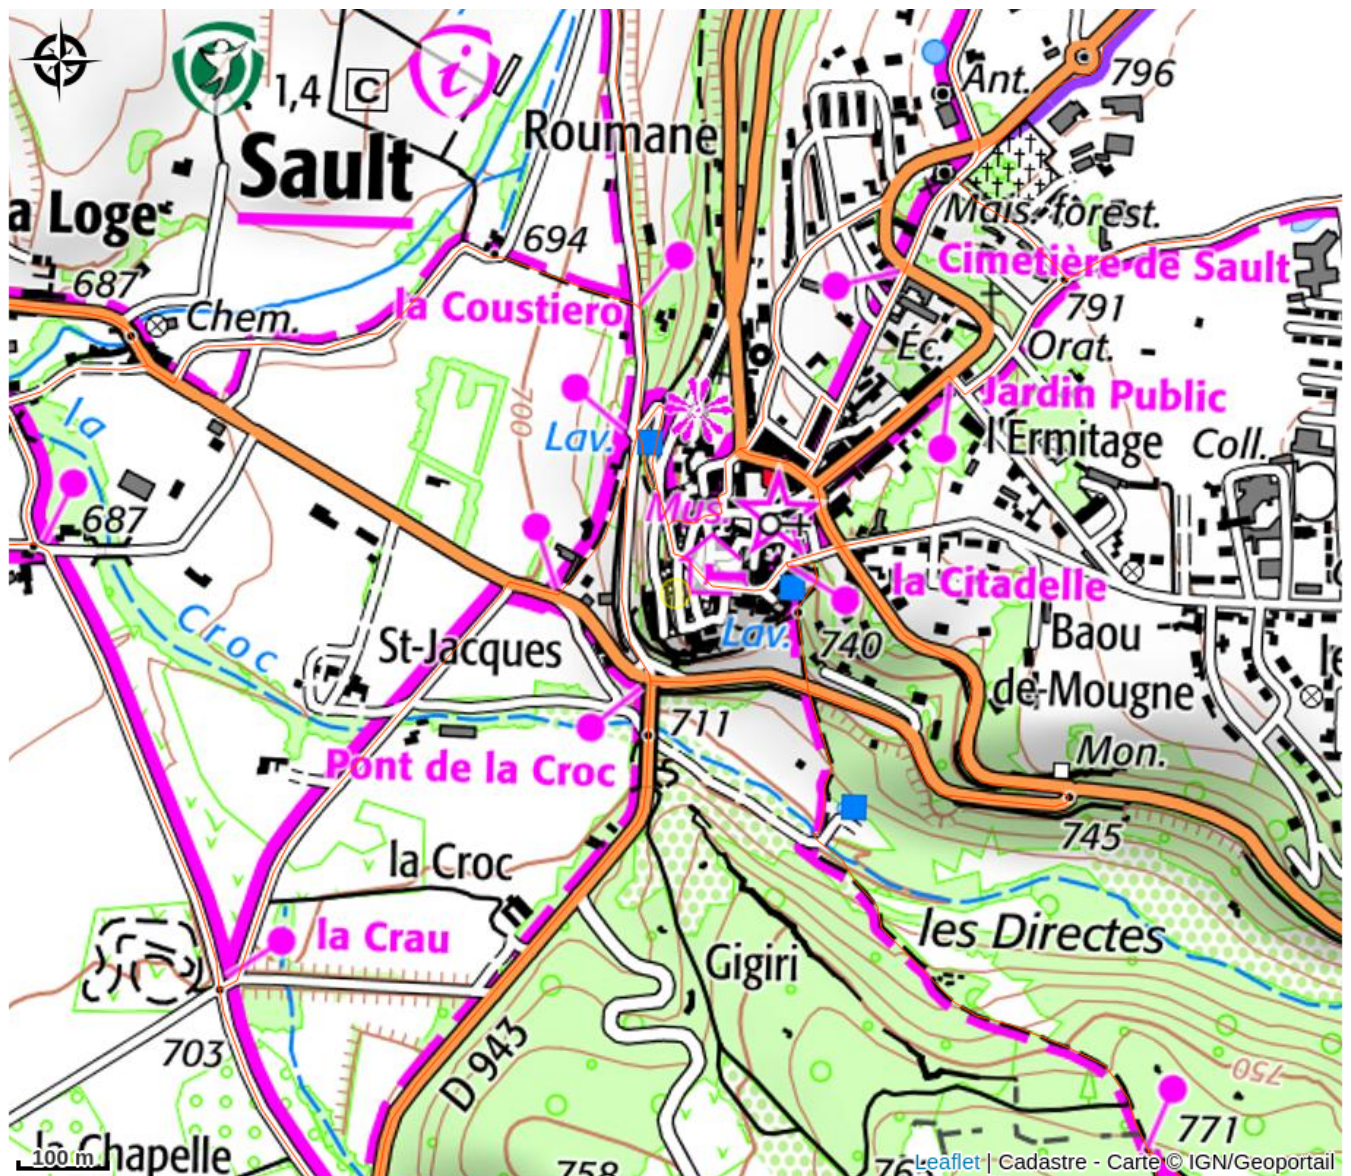 1,4 C
i
Sault
Roumane
Ant.
796
a Loge
694
Mais. forest.
Cimetière de Sault
687
la Coustiero
791
Chem.
Éc.
Orat.
Jardin Public
700
la
Lav.
l'Ermitage
Coll.
687
Mus.
la Citadelle
Croc
St-Jacques
Lav.
740
Baou
de-Mougne
711
Mon.
Pont de la Croc
745
la Croc
la Crau
les Directes
Gigiri
703
D 943
750
771
la Chapelle
758
100 m
Leaflet | Cadastre - Carte © IGN/Geoportail